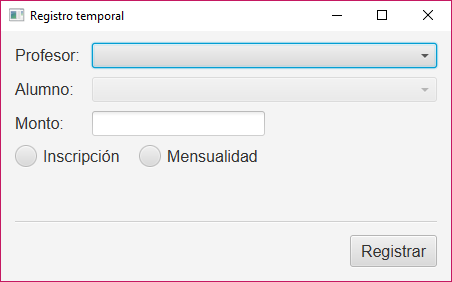 Registro temporal
Profesor:
Alumno:
Monto:
Inscripción Mensualidad
Registrar